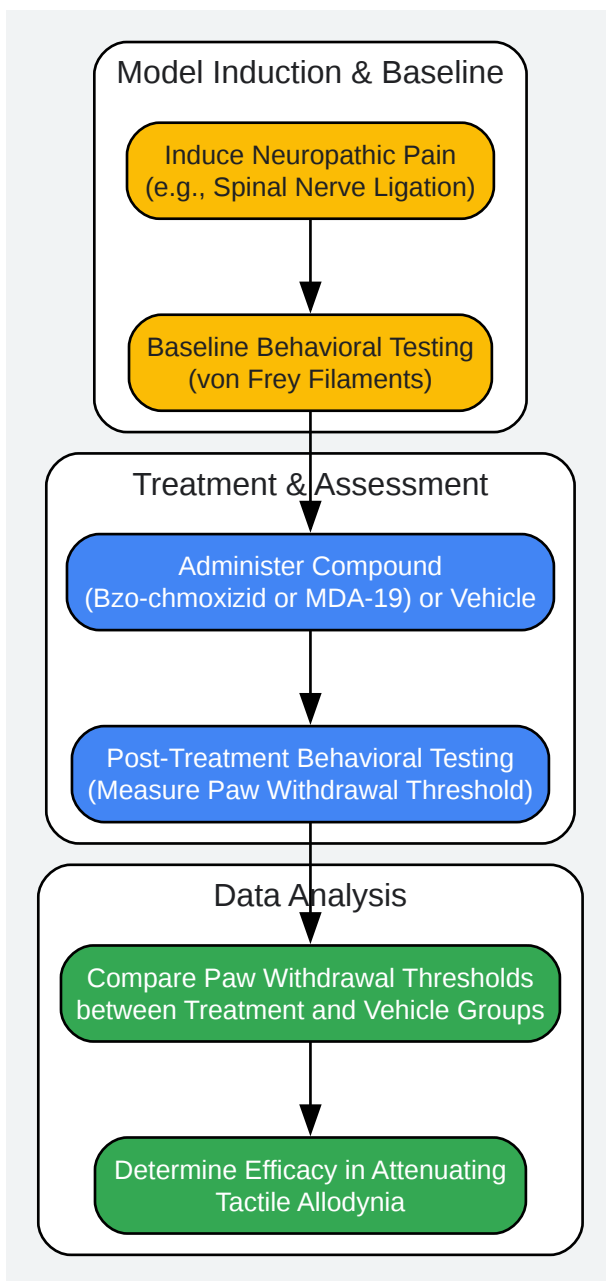 Model Induction & Baseline
Induce Neuropathic Pain
(e.g., Spinal Nerve Ligation)
Baseline Behavioral Testing
(von Frey Filaments)
Treatment & Assessment
Administer Compound
(Bzo-chmoxizid or MDA-19) or Vehicle
Post-Treatment Behavioral Testing
(Measure Paw Withdrawal Threshold)
Data Analysis
Compare Paw Withdrawal Thresholds
between Treatment and Vehicle Groups
Determine Efficacy in Attenuating
Tactile Allodynia